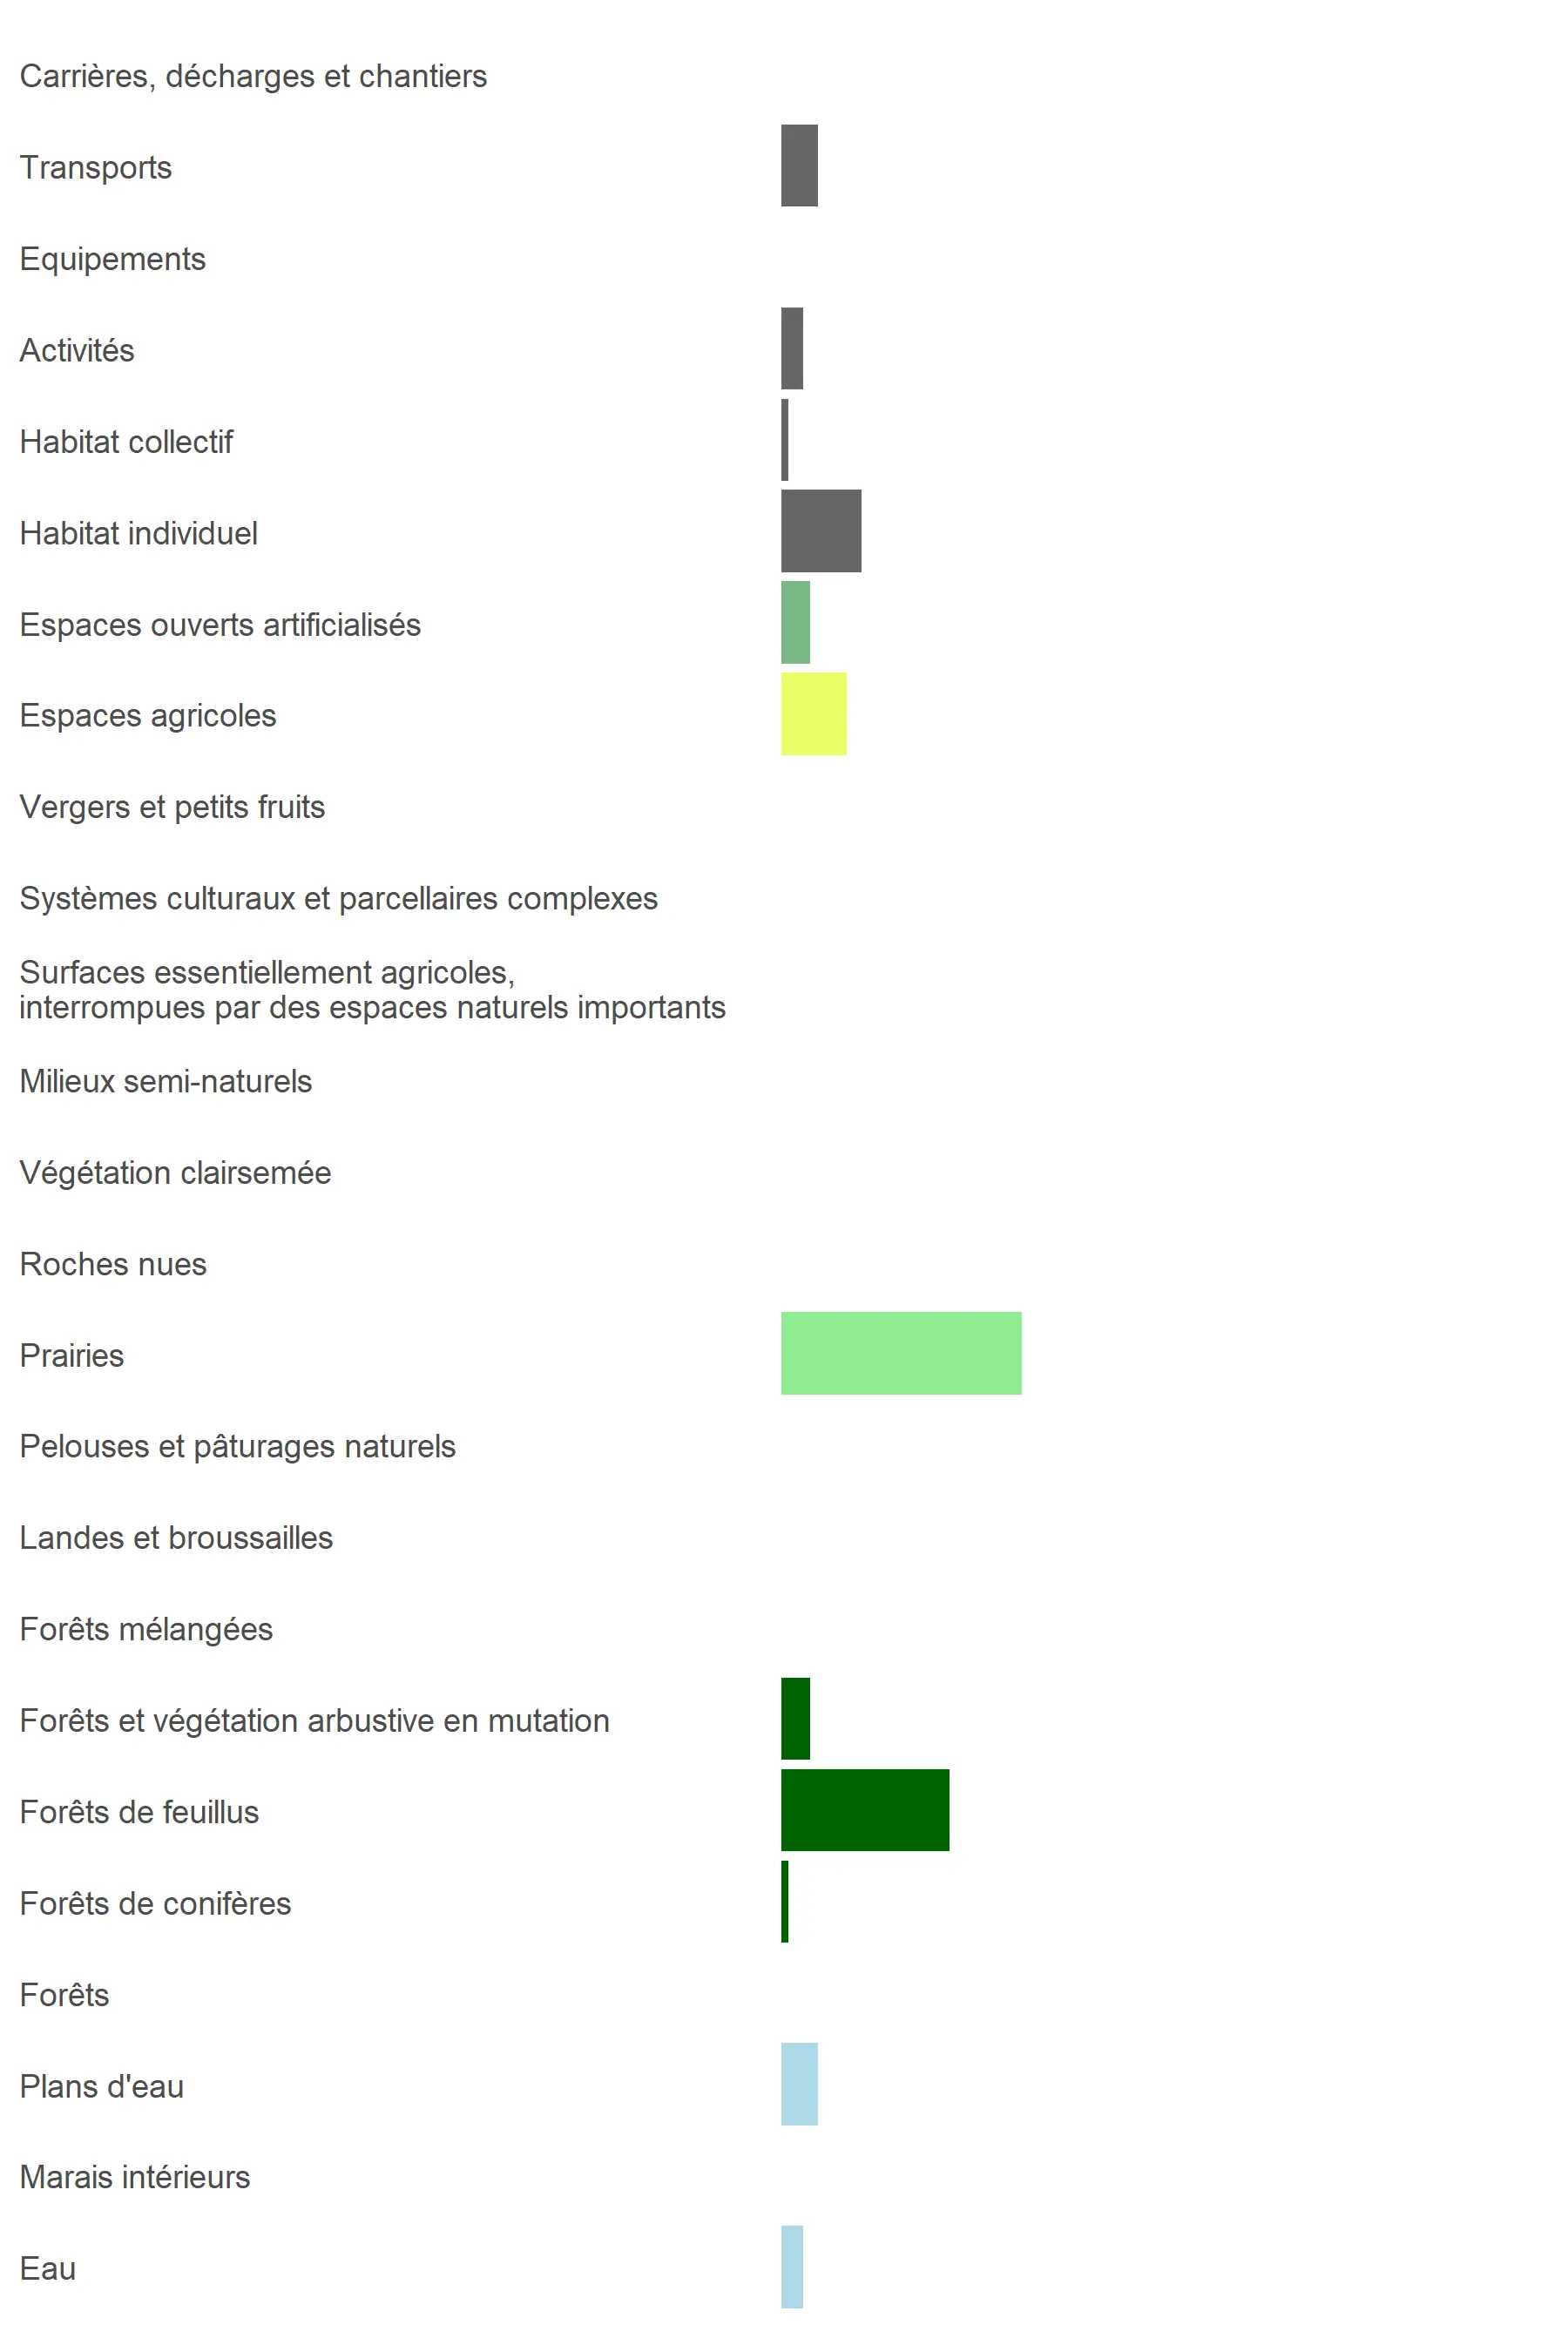 Carrières, décharges et chantiers
Transports
Equipements
Activités
Habitat collectif
Habitat individuel
Espaces ouverts artificialisés
Espaces agricoles
Vergers et petits fruits
Systèmes culturaux et parcellaires complexes
Surfaces essentiellement agricoles,
interrompues par des espaces naturels importants
Milieux semi-naturels
Végétation clairsemée
Roches nues
Prairies
Pelouses et pâturages naturels
Landes et broussailles
Forêts mélangées
Forêts et végétation arbustive en mutation
Forêts de feuillus
Forêts de conifères
Forêts
Plans d'eau
Marais intérieurs
Eau